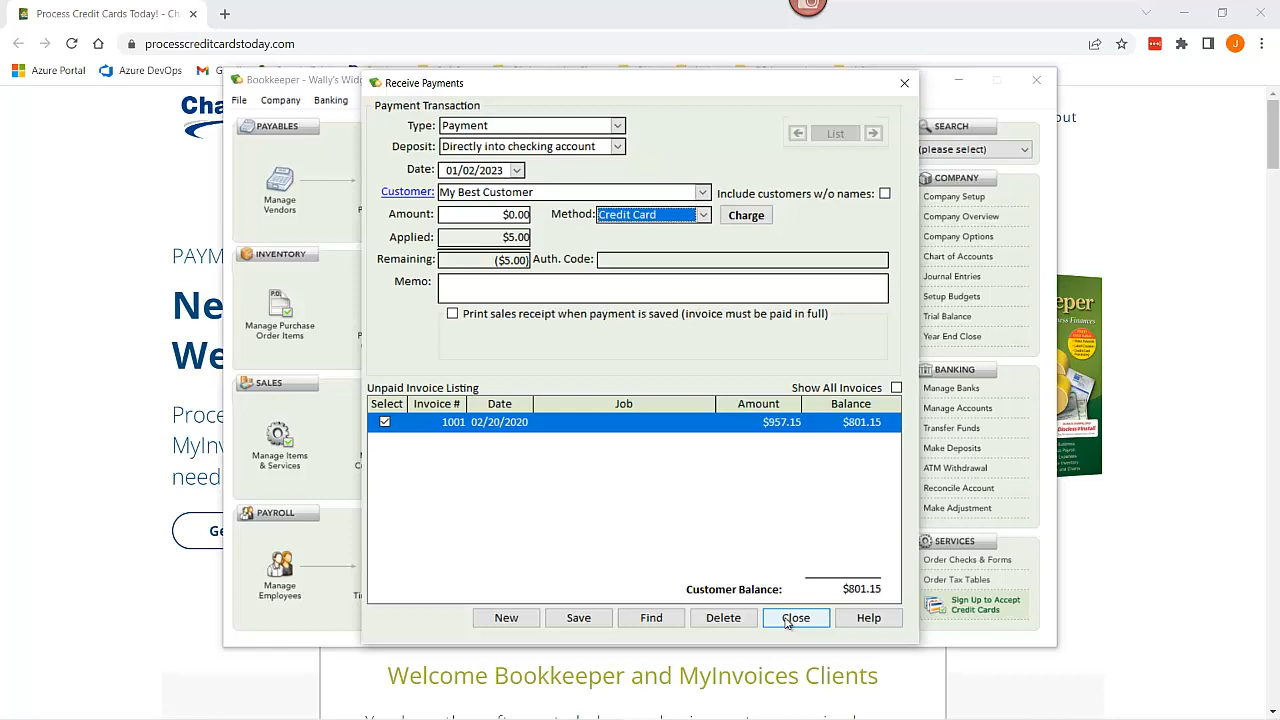 Process Credit Cards Today! - Ch
processcreditcardstoday.com
J
Azure Portal
Azure DevOps
Cha
out
PAYM
Ne
We
Proce
MyInv
need
Ge
Bookkeeper - Wally's Wid
File
Company
Banking
PAYABLES
Manage
Vendors
INVENTORY
P.O.
Manage Purchase
Order Items
SALES
Manage Items
& Services
PAYROLL
Manage
Employees
Receive Payments
Payment Transaction
Type: Payment
List
Deposit: Directly into checking account
Date: 01/02/2023
Customer: My Best Customer
Include customers w/o names:
Amount: $0.00
Method: Credit Card
Charge
Applied: $5.00
Remaining: ($5.00)
Auth. Code:
Memo:
Print sales receipt when payment is saved (invoice must be paid in full)
Unpaid Invoice Listing
Show All Invoices
Selec Invoice # Date Job Amount Balance
1001 02/20/2020 $957.15 $801.15
Customer Balance: $801.15
New Save Find Delete Close Help
SEARCH
(please select)
COMPANY
Company Setup
Company Overview
Company Options
Chart of Accounts
Journal Entries
Setup Budgets
Trial Balance
Year End Close
BANKING
Manage Banks
Manage Accounts
Transfer Funds
Make Deposits
ATM Withdrawal
Reconcile Account
Make Adjustment
SERVICES
Order Checks & Forms
Order Tax Tables
Sign Up to Accept
Credit Cards
eper
Welcome Bookkeeper and MyInvoices Clients